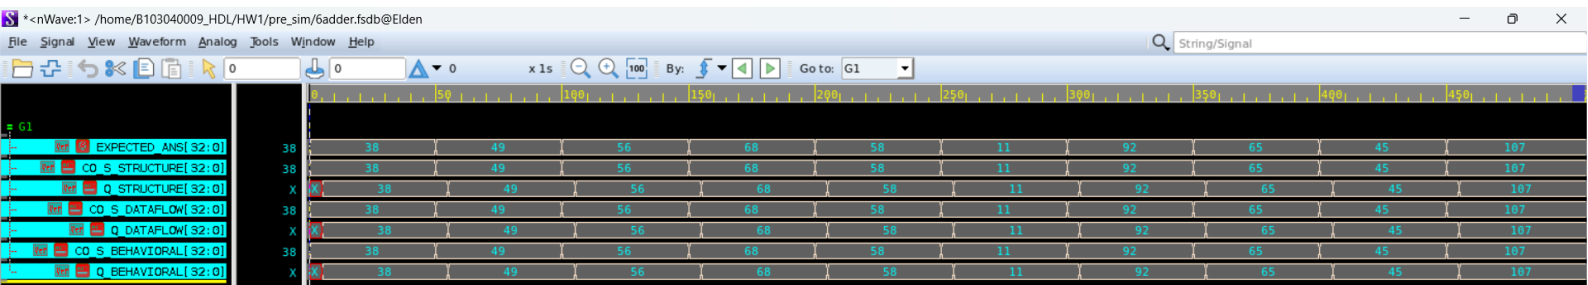 *<nWave:1> /home/B103040009_HDL/HW1/pre_sim/6adder.fsdb@Elden
File Signal View Waveform Analog Tools Window Help String/Signal
0 0 0 x 1s 100 By: Go to: G1
0 50 100 150 200 250 300 350 400 450
G1
EXPECTED_ANS[32:0] 38 38 49 56 68 58 11 92 65 45 107
CO_S_STRUCTURE[32:0] 38 38 49 56 68 58 11 92 65 45 107
Q_STRUCTURE[32:0] X X 38 49 56 68 58 11 92 65 45 107
CO_S_DATAFLOW[32:0] 38 38 49 56 68 58 11 92 65 45 107
Q_DATAFLOW[32:0] X X 38 49 56 68 58 11 92 65 45 107
CO_S_BEHAVIORAL[32:0] 38 38 49 56 68 58 11 92 65 45 107
Q_BEHAVIORAL[32:0] X X 38 49 56 68 58 11 92 65 45 107